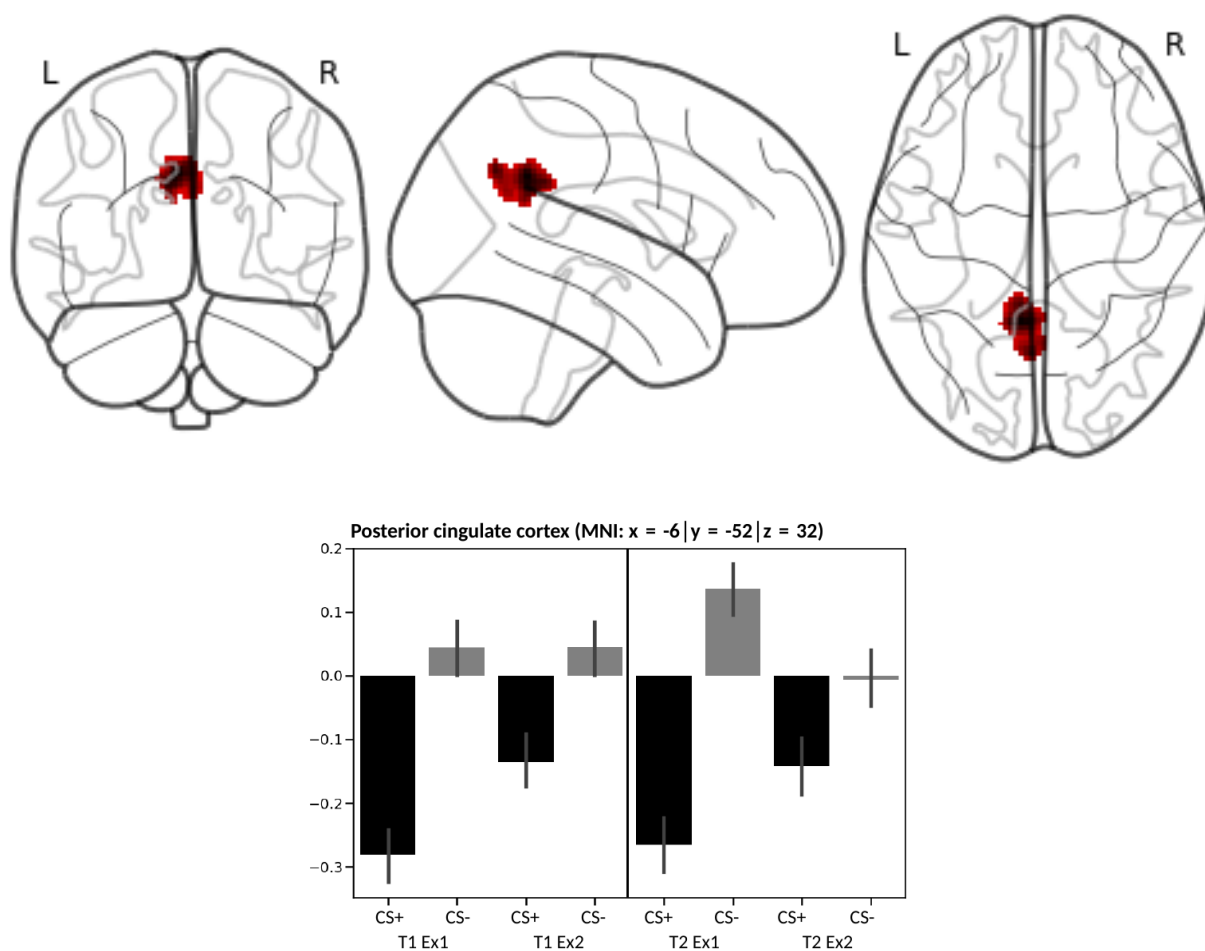 L R
L R
Posterior cingulate cortex (MNI: x = -6|y = -52|z = 32)
0.2
0.1
0.0
−0.1
−0.2
−0.3
CS+ CS- CS+ CS- CS+ CS- CS+ CS-
T1 Ex1 T1 Ex2 T2 Ex1 T2 Ex2